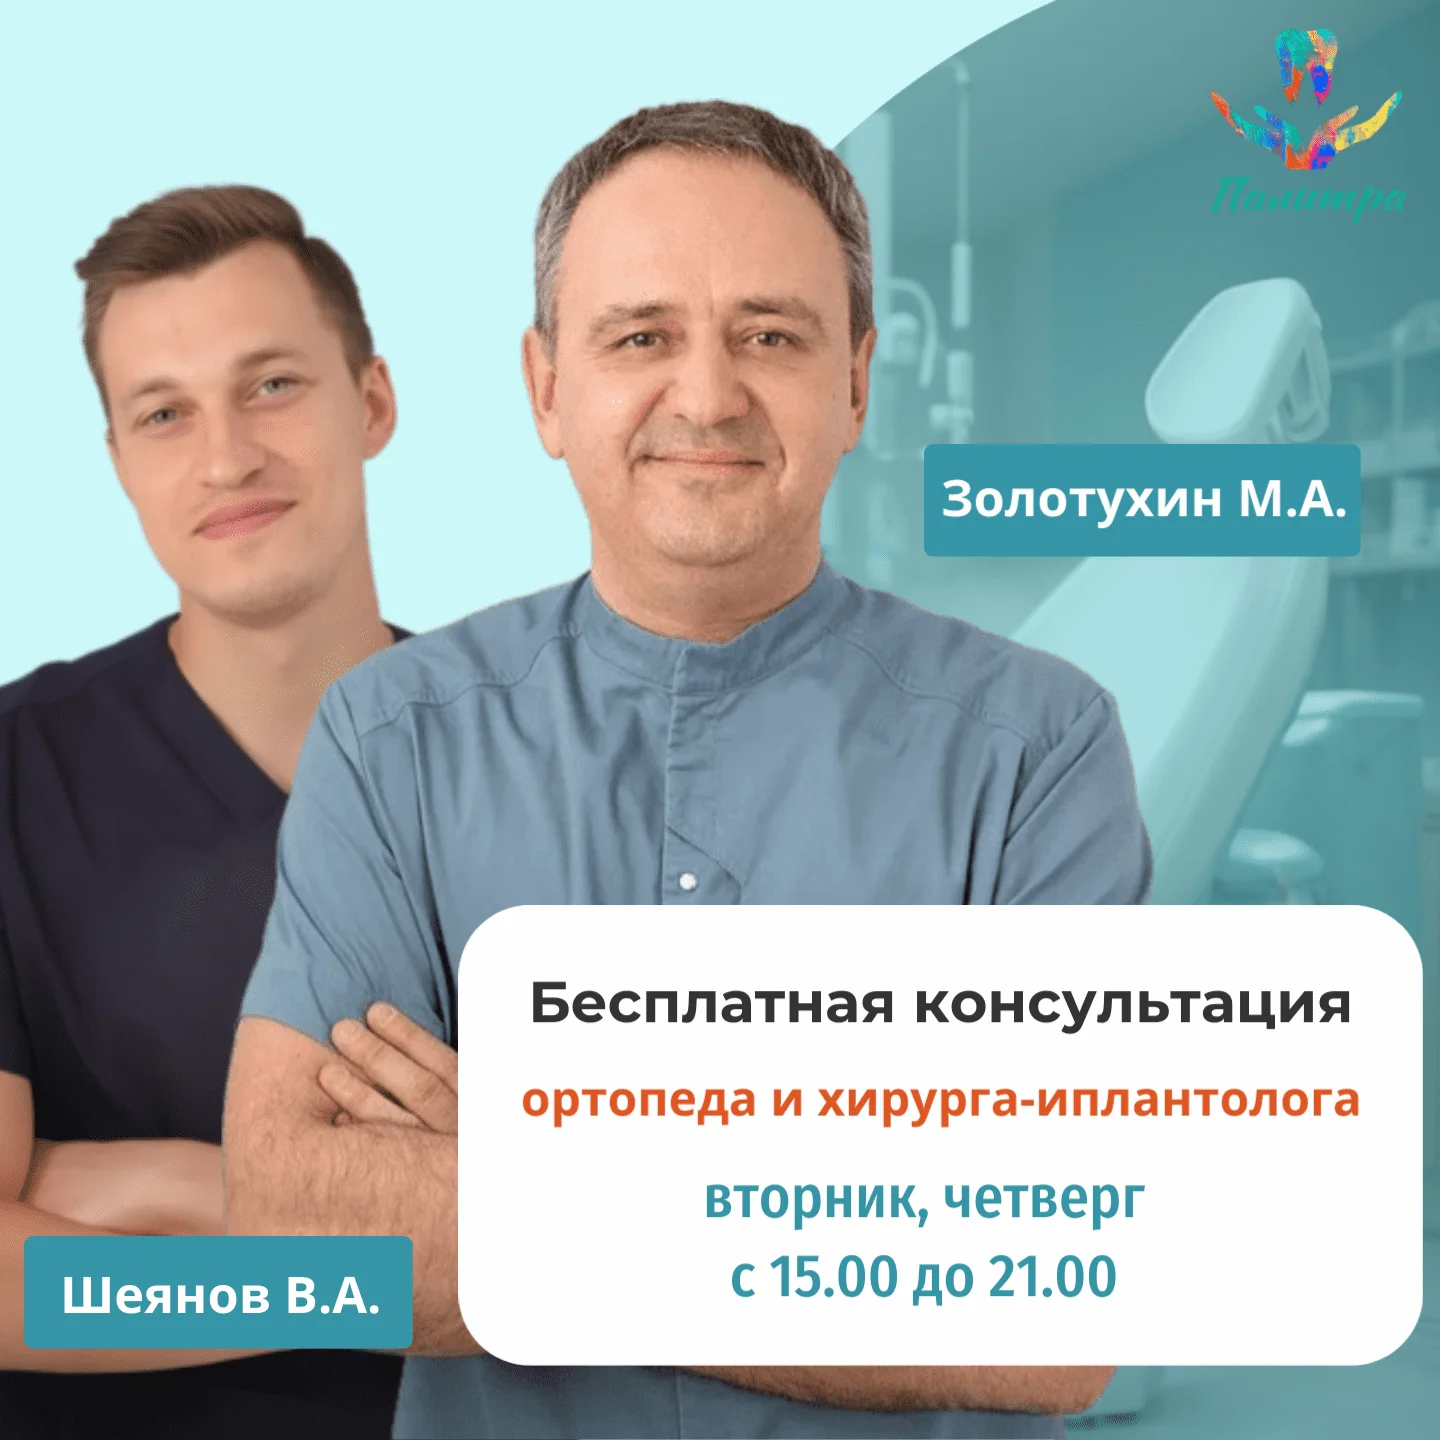 Палитра
Золотухин М.А.
Бесплатная консультация
ортопеда и хирурга-иплантолога
вторник, четверг
с 15.00 до 21.00
Шеянов В.А.